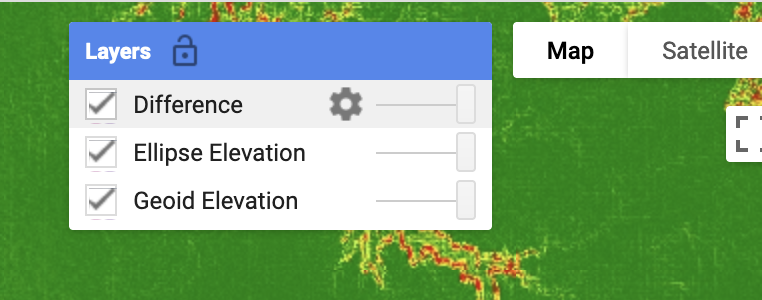 Layers
Map Satellite
Difference
Ellipse Elevation
Geoid Elevation